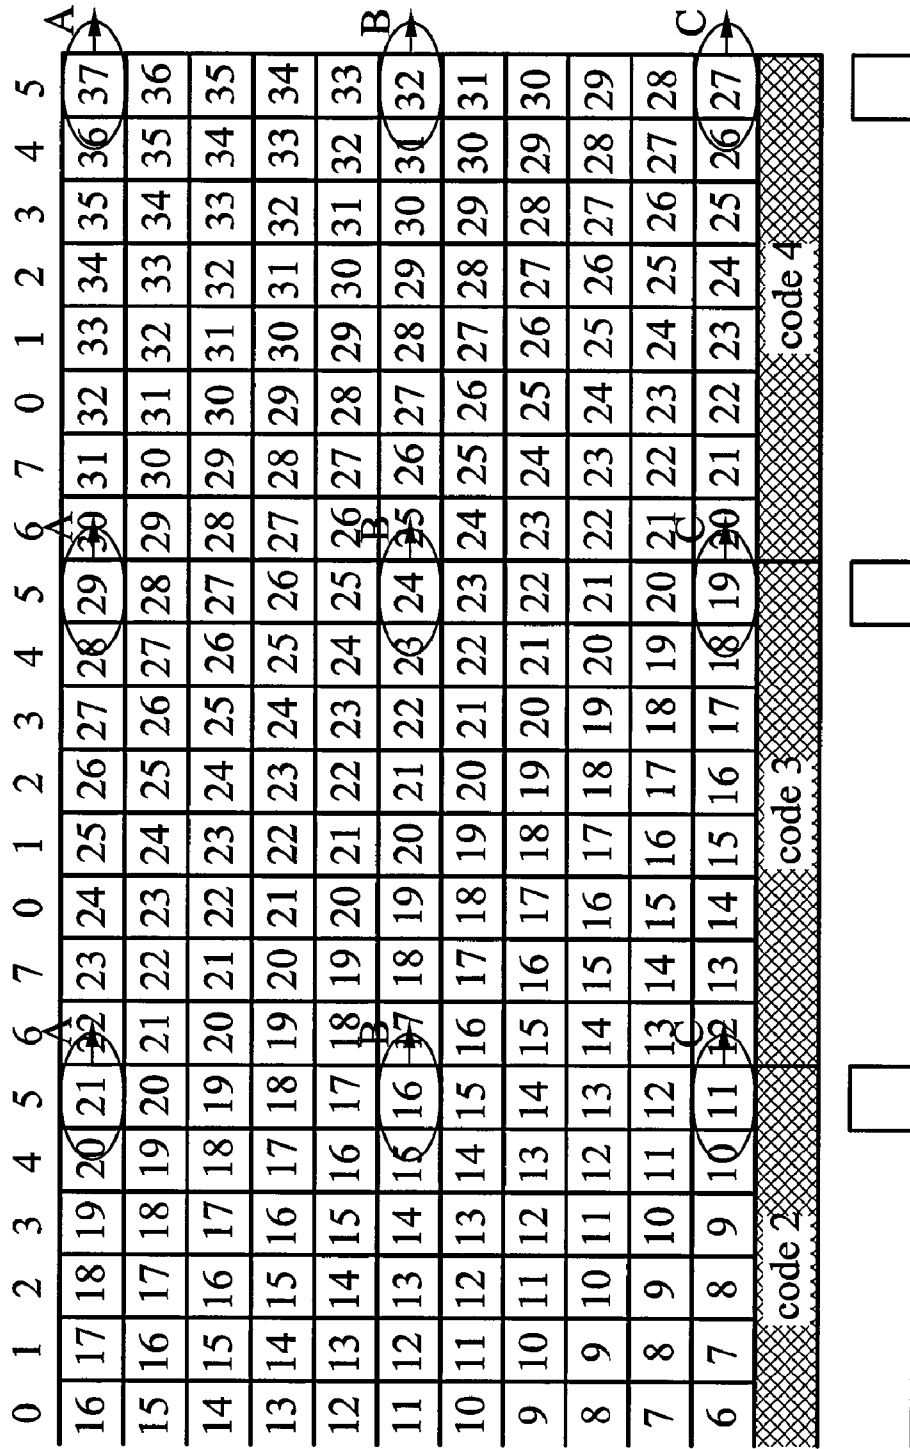 0 1 2 3 4 5 6 7 0 1 2 3 4 5 6 7 0 1 2 3 4 5
A A A
16 17 18 19 20 21 22 23 24 25 26 27 28 29 30 31 32 33 34 35 36 37
15 16 17 18 19 20 21 22 23 24 25 26 27 28 29 30 31 32 33 34 35 36
14 15 16 17 18 19 20 21 22 23 24 25 26 27 28 29 30 31 32 33 34 35
13 14 15 16 17 18 19 20 21 22 23 24 25 26 27 28 29 30 31 32 33 34
12 13 14 15 16 17 18 19 20 21 22 23 24 25 26 27 28 29 30 31 32 33
B B B
11 12 13 14 15 16 17 18 19 20 21 22 23 24 25 26 27 28 29 30 31 32
10 11 12 13 14 15 16 17 18 19 20 21 22 23 24 25 26 27 28 29 30 31
9 10 11 12 13 14 15 16 17 18 19 20 21 22 23 24 25 26 27 28 29 30
8 9 10 11 12 13 14 15 16 17 18 19 20 21 22 23 24 25 26 27 28 29
7 8 9 10 11 12 13 14 15 16 17 18 19 20 21 22 23 24 25 26 27 28
C C C
6 7 8 9 10 11 12 13 14 15 16 17 18 19 20 21 22 23 24 25 26 27
code 2 code 3 code 4